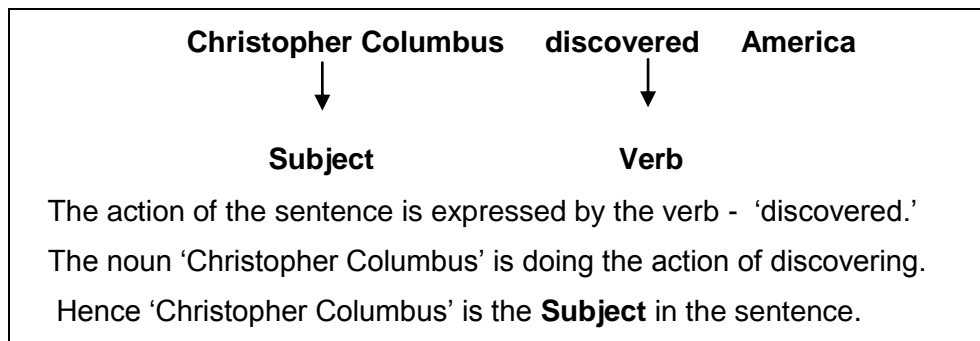 Christopher Columbus discovered America
Subject Verb
The action of the sentence is expressed by the verb - ‘discovered.’
The noun ‘Christopher Columbus’ is doing the action of discovering.
Hence ‘Christopher Columbus’ is the Subject in the sentence.